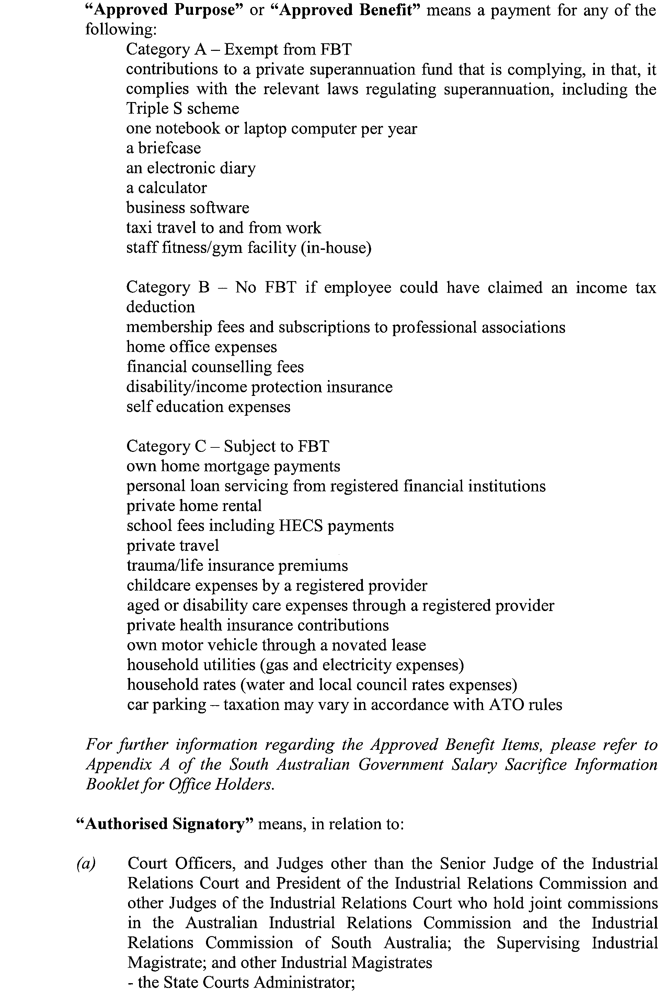 “Approved Purpose” or “Approved Benefit” means a payment for any of the
following:
Category A – Exempt from FBT
contributions to a private superannuation fund that is complying, in that, it
complies with the relevant laws regulating superannuation, including the
Triple S scheme
one notebook or laptop computer per year
a briefcase
an electronic diary
a calculator
business software
taxi travel to and from work
staff fitness/gym facility (in-house)
Category B – No FBT if employee could have claimed an income tax
deduction
membership fees and subscriptions to professional associations
home office expenses
financial counselling fees
disability/income protection insurance
self education expenses
Category C – Subject to FBT
own home mortgage payments
personal loan servicing from registered financial institutions
private home rental
school fees including HECS payments
private travel
trauma/life insurance premiums
childcare expenses by a registered provider
aged or disability care expenses through a registered provider
private health insurance contributions
own motor vehicle through a novated lease
household utilities (gas and electricity expenses)
household rates (water and local council rates expenses)
car parking – taxation may vary in accordance with ATO rules
For further information regarding the Approved Benefit Items, please refer to
Appendix A of the South Australian Government Salary Sacrifice Information
Booklet for Office Holders.
“Authorised Signatory” means, in relation to:
(a) Court Officers, and Judges other than the Senior Judge of the Industrial
Relations Court and President of the Industrial Relations Commission and
other Judges of the Industrial Relations Court who hold joint commissions
in the Australian Industrial Relations Commission and the Industrial
Relations Commission of South Australia; the Supervising Industrial
Magistrate; and other Industrial Magistrates
- the State Courts Administrator;